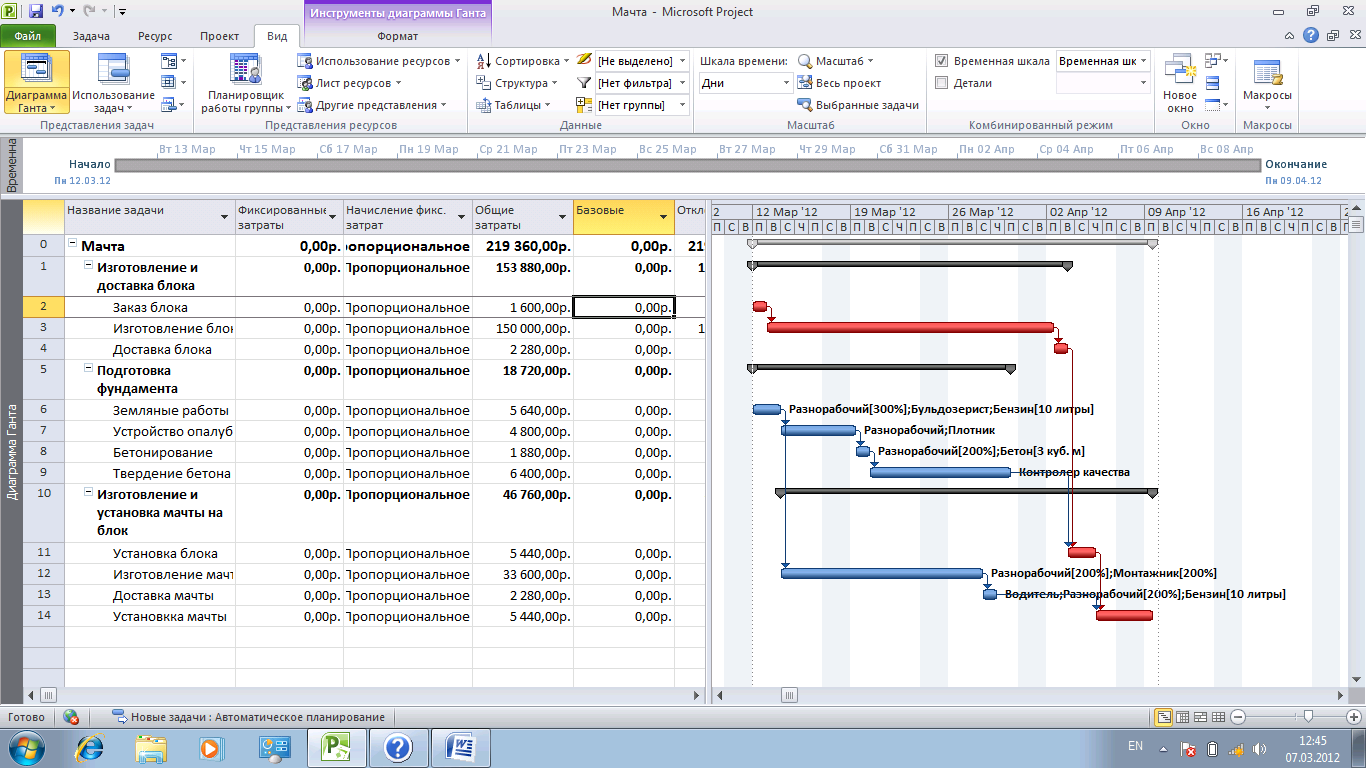 Инструменты диаграммы Ганта
Мачта - Microsoft Project
Файл Задача Ресурс Проект Вид Формат
Диаграмма Ганта
Использование задач
Представления задач
Планировщик работы группы
Использование ресурсов
Лист ресурсов
Другие представления
Представления ресурсов
Сортировка [Не выделено]
Структура [Нет фильтра]
Таблицы [Нет группы]
Данные
Шкала времени: Масштаб
Дни Весь проект
Выбранные задачи
Масштаб
Временная шкала Временная шк
Детали
Комбинированный режим
Новое окно
Окно
Макросы
Макросы
Временна
Вт 13 Мар Чт 15 Мар Сб 17 Мар Пн 19 Мар Ср 21 Мар Пт 23 Мар Вс 25 Мар Вт 27 Мар Чт 29 Мар Сб 31 Мар Пн 02 Апр Ср 04 Апр Пт 06 Апр Вс 08 Апр
Начало Окончание
Пн 12.03.12 Пн 09.04.12
Диаграмма Ганта
Название задачи Фиксированные затраты Начисление фикс. затрат Общие затраты Базовые Откл
2 12 Мар '12 19 Мар '12 26 Мар '12 02 Апр '12 09 Апр '12 16 Апр '12 2
П С В П В С Ч П С В П В С Ч П С В П В С Ч П С В П В С Ч П С В П В С Ч П С В П В С Ч П С В П
0 Мачта 0,00р. ропорциональное 219 360,00р. 0,00р. 21
1 Изготовление и доставка блока 0,00р. Пропорциональное 153 880,00р. 0,00р. 1
2 Заказ блока 0,00р. Пропорциональное 1 600,00р. 0,00р.
3 Изготовление блок 0,00р. Пропорциональное 150 000,00р. 0,00р. 1
4 Доставка блока 0,00р. Пропорциональное 2 280,00р. 0,00р.
5 Подготовка фундамента 0,00р. Пропорциональное 18 720,00р. 0,00р.
6 Земляные работы 0,00р. Пропорциональное 5 640,00р. 0,00р. Разнорабочий[300%];Бульдозерист;Бензин[10 литры]
7 Устройство опалуб 0,00р. Пропорциональное 4 800,00р. 0,00р. Разнорабочий;Плотник
8 Бетонирование 0,00р. Пропорциональное 1 880,00р. 0,00р. Разнорабочий[200%];Бетон[3 куб. м]
9 Твердение бетона 0,00р. Пропорциональное 6 400,00р. 0,00р. Контролер качества
10 Изготовление и установка мачты на блок 0,00р. Пропорциональное 46 760,00р. 0,00р.
11 Установка блока 0,00р. Пропорциональное 5 440,00р. 0,00р.
12 Изготовление мачт 0,00р. Пропорциональное 33 600,00р. 0,00р. Разнорабочий[200%];Монтажник[200%]
13 Доставка мачты 0,00р. Пропорциональное 2 280,00р. 0,00р. Водитель;Разнорабочий[200%];Бензин[10 литры]
14 Установкка мачты 0,00р. Пропорциональное 5 440,00р. 0,00р.
Готово Новые задачи : Автоматическое планирование
EN 12:45
07.03.2012